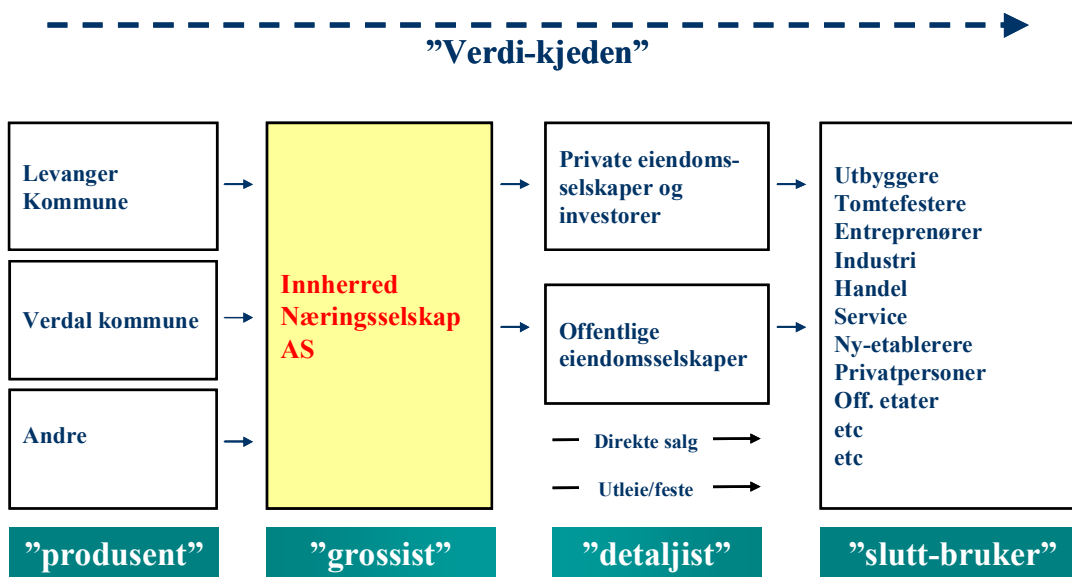 ”Verdi-kjeden”
Levanger
Kommune
Verdal kommune
Andre
Innherred
Næringsselskap
AS
Private eiendoms-
selskaper og
investorer
Offentlige
eiendomsselskaper
Direkte salg
Utleie/feste
Utbyggere
Tomtefestere
Entreprenører
Industri
Handel
Service
Ny-etablerere
Privatpersoner
Off. etater
etc
etc
”produsent”
”grossist”
”detaljist”
”slutt-bruker”